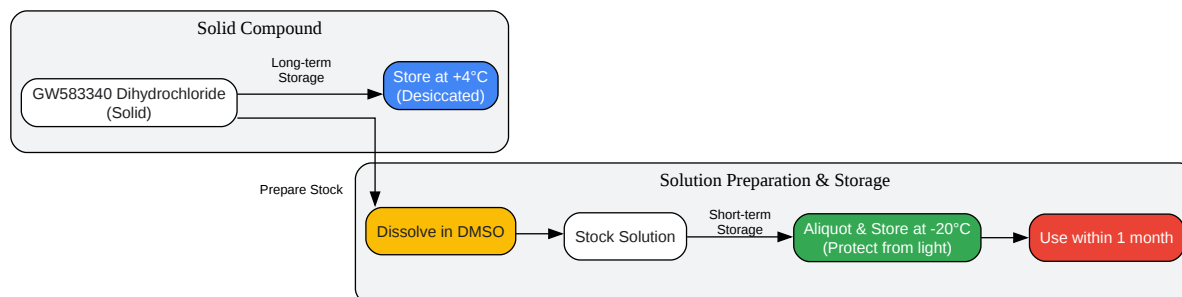 Solid Compound
GW583340 Dihydrochloride
(Solid)
Long-term
Storage
Store at +4°C
(Desiccated)
Prepare Stock
Solution Preparation & Storage
Dissolve in DMSO
Stock Solution
Short-term
Storage
Aliquot & Store at -20°C
(Protect from light)
Use within 1 month